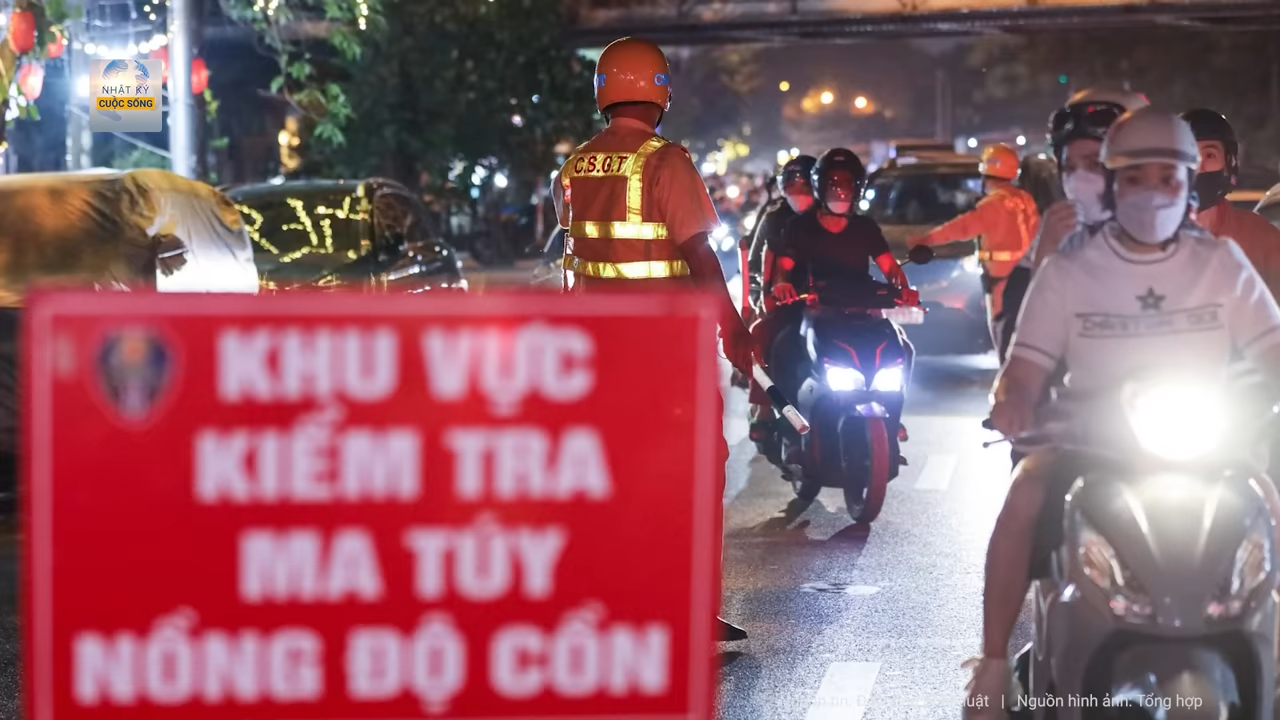 NHẬT KÝ
CUỘC SỐNG
C.S.G.T
KHU VỰC
KIỂM TRA
MA TÚY
NỒNG ĐỘ CỒN
| Nguồn hình ảnh: Tổng hợp